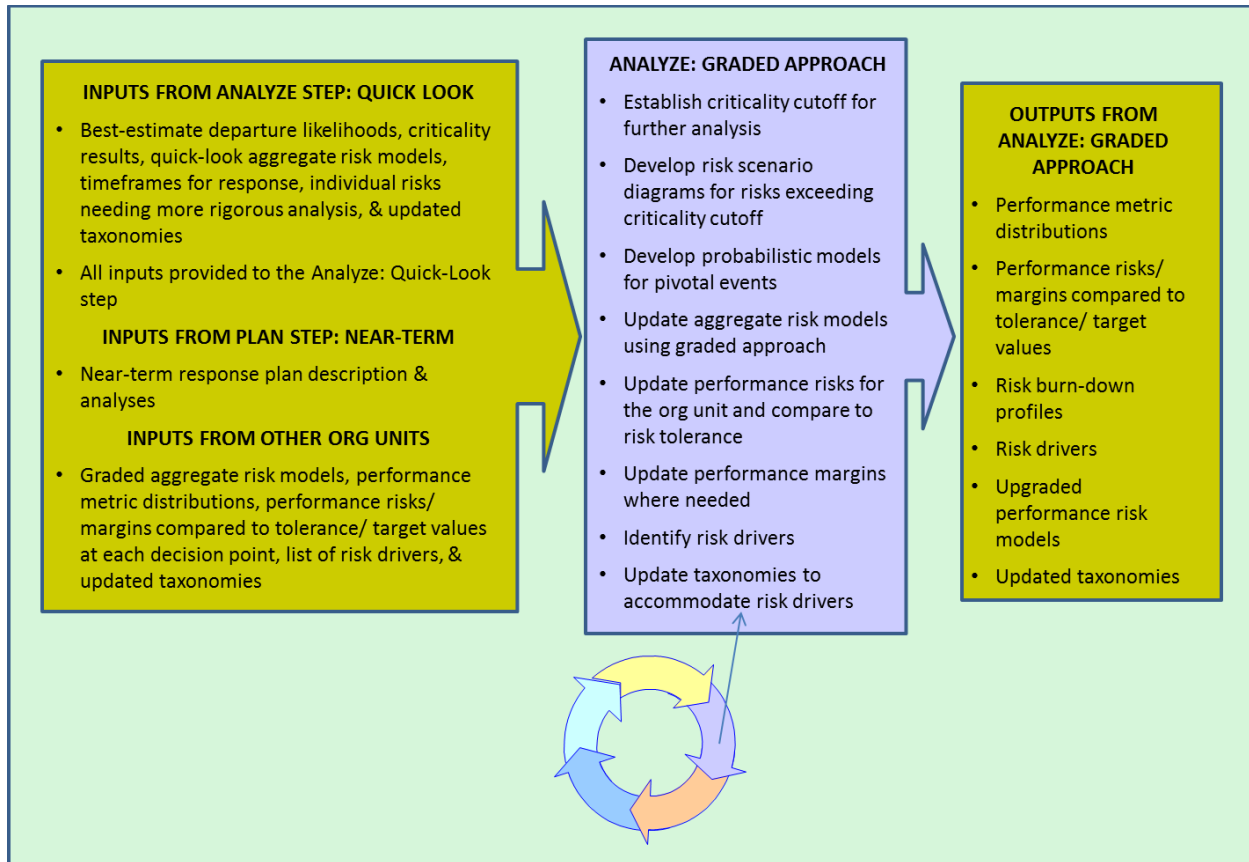 INPUTS FROM ANALYZE STEP: QUICK LOOK
• Best-estimate departure likelihoods, criticality
results, quick-look aggregate risk models,
timeframes for response, individual risks
needing more rigorous analysis, & updated
taxonomies
• All inputs provided to the Analyze: Quick-Look
step
INPUTS FROM PLAN STEP: NEAR-TERM
• Near-term response plan description &
analyses
INPUTS FROM OTHER ORG UNITS
• Graded aggregate risk models, performance
metric distributions, performance risks/
margins compared to tolerance/ target values
at each decision point, list of risk drivers, &
updated taxonomies
ANALYZE: GRADED APPROACH
• Establish criticality cutoff for
further analysis
• Develop risk scenario
diagrams for risks exceeding
criticality cutoff
• Develop probabilistic models
for pivotal events
• Update aggregate risk models
using graded approach
• Update performance risks for
the org unit and compare to
risk tolerance
• Update performance margins
where needed
• Identify risk drivers
• Update taxonomies to
accommodate risk drivers
OUTPUTS FROM
ANALYZE: GRADED
APPROACH
• Performance metric
distributions
• Performance risks/
margins compared to
tolerance/ target
values
• Risk burn-down
profiles
• Risk drivers
• Upgraded
performance risk
models
• Updated taxonomies